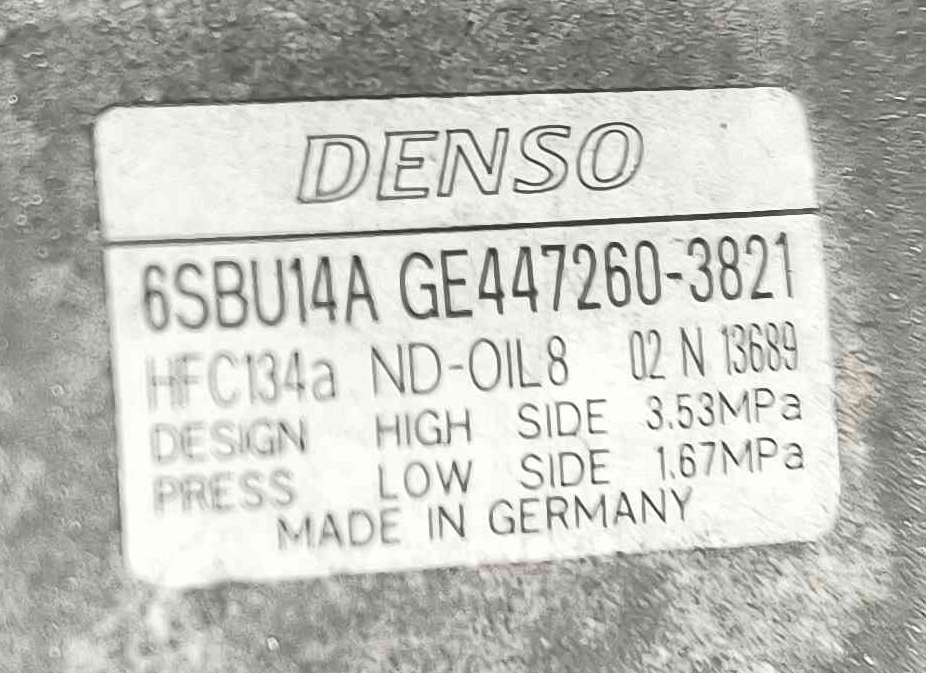 DENSO
6SBU14A GE447260-3821
HFC134a ND-OIL8 02 N 13689
DESIGN HIGH SIDE 3.53MPa
PRESS LOW SIDE 1.67MPa
MADE IN GERMANY